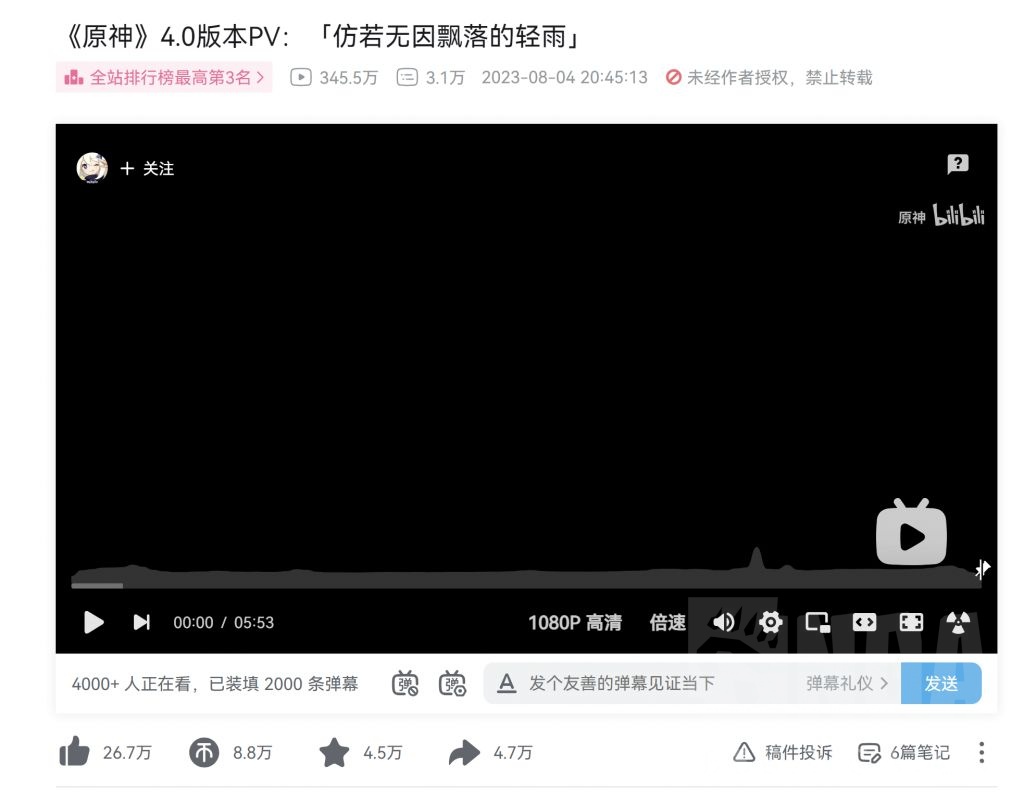 《原神》4.0版本PV：「仿若无因飘落的轻雨」
全站排行榜最高第3名 345.5万 3.1万 2023-08-04 20:45:13 未经作者授权，禁止转载
+ 关注
原神 bilibili
00:00 / 05:53 1080P 高清 倍速
4000+ 人正在看，已装填 2000 条弹幕 弹 弹 A 发个友善的弹幕见证当下 弹幕礼仪 发送
26.7万 8.8万 4.5万 4.7万 稿件投诉 6篇笔记